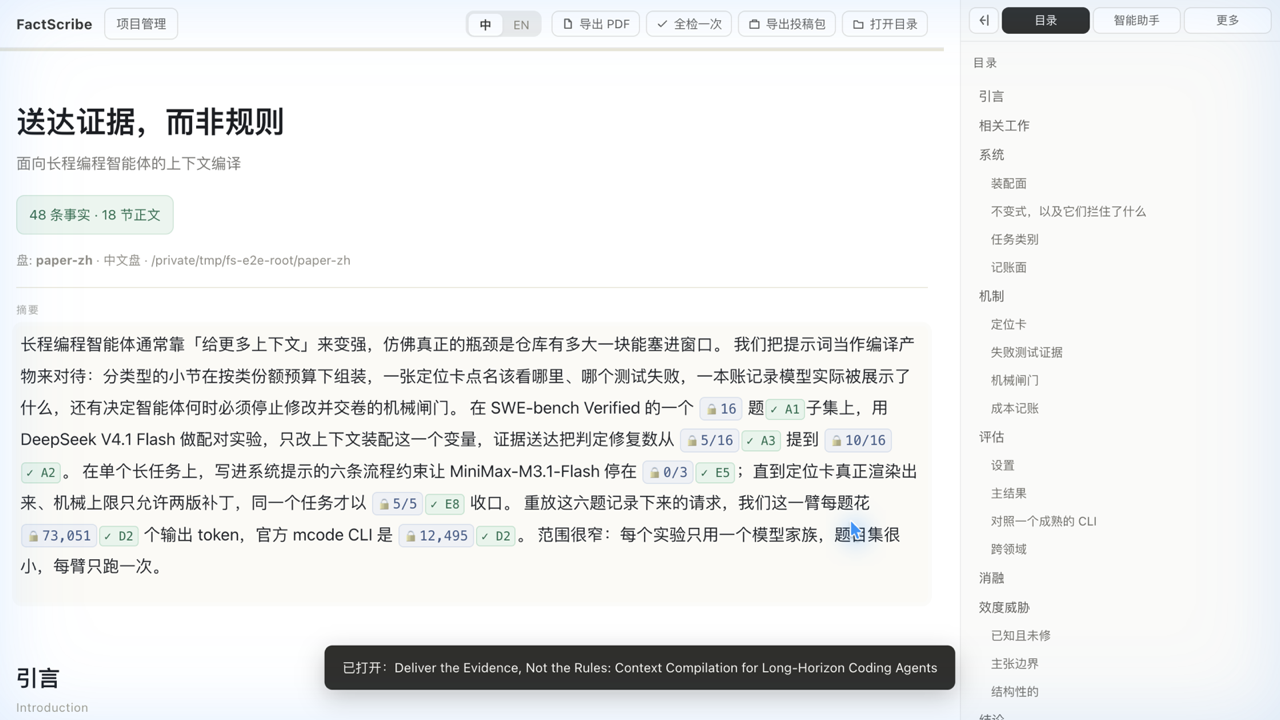 FactScribe 项目管理 中 EN 导出 PDF 全检一次 导出投稿包 打开目录
送达证据，而非规则
面向长程编程智能体的上下文编译
48 条事实 · 18 节正文
盘: paper-zh · 中文盘 · /private/tmp/fs-e2e-root/paper-zh
摘要
长程编程智能体通常靠「给更多上下文」来变强，仿佛真正的瓶颈是仓库有多大一块能塞进窗口。 我们把提示词当作编译产
物来对待：分类型的小节在按类份额预算下组装，一张定位卡点名该看哪里、哪个测试失败，一本账记录模型实际被展示了
什么，还有决定智能体何时必须停止修改并交卷的机械闸门。 在 SWE-bench Verified 的一个 16 题 ✓ A1 子集上，用
DeepSeek V4.1 Flash 做配对实验，只改上下文装配这一个变量，证据送达把判定修复数从 5/16 ✓ A3 提到 10/16
✓ A2 。 在单个长任务上，写进系统提示的六条流程约束让 MiniMax-M3.1-Flash 停在 0/3 ✓ E5 ；直到定位卡真正渲染出
来、机械上限只允许两版补丁，同一个任务才以 5/5 ✓ E8 收口。 重放这六题记录下来的请求，我们这一臂每题花
73,051 ✓ D2 个输出 token，官方 mcode CLI 是 12,495 ✓ D2 。 范围很窄：每个实验只用一个模型家族，题目集很
小，每臂只跑一次。
引言
Introduction
已打开：Deliver the Evidence, Not the Rules: Context Compilation for Long-Horizon Coding Agents
目录 智能助手 更多
目录
引言
相关工作
系统
装配面
不变式，以及它们拦住了什么
任务类别
记账面
机制
定位卡
失败测试证据
机械闸门
成本记账
评估
设置
主结果
对照一个成熟的 CLI
跨领域
消融
效度威胁
已知且未修
主张边界
结构性的
结论